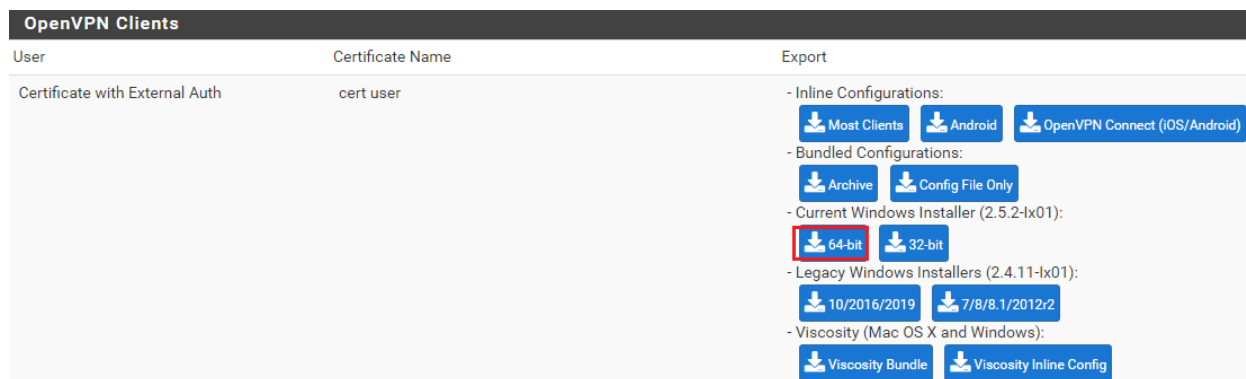 OpenVPN Clients
User Certificate Name Export
Certificate with External Auth cert user - Inline Configurations:
Most Clients Android OpenVPN Connect (iOS/Android)
- Bundled Configurations:
Archive Config File Only
- Current Windows Installer (2.5.2-Ix01):
64-bit 32-bit
- Legacy Windows Installers (2.4.11-Ix01):
10/2016/2019 7/8/8.1/2012r2
- Viscosity (Mac OS X and Windows):
Viscosity Bundle Viscosity Inline Config